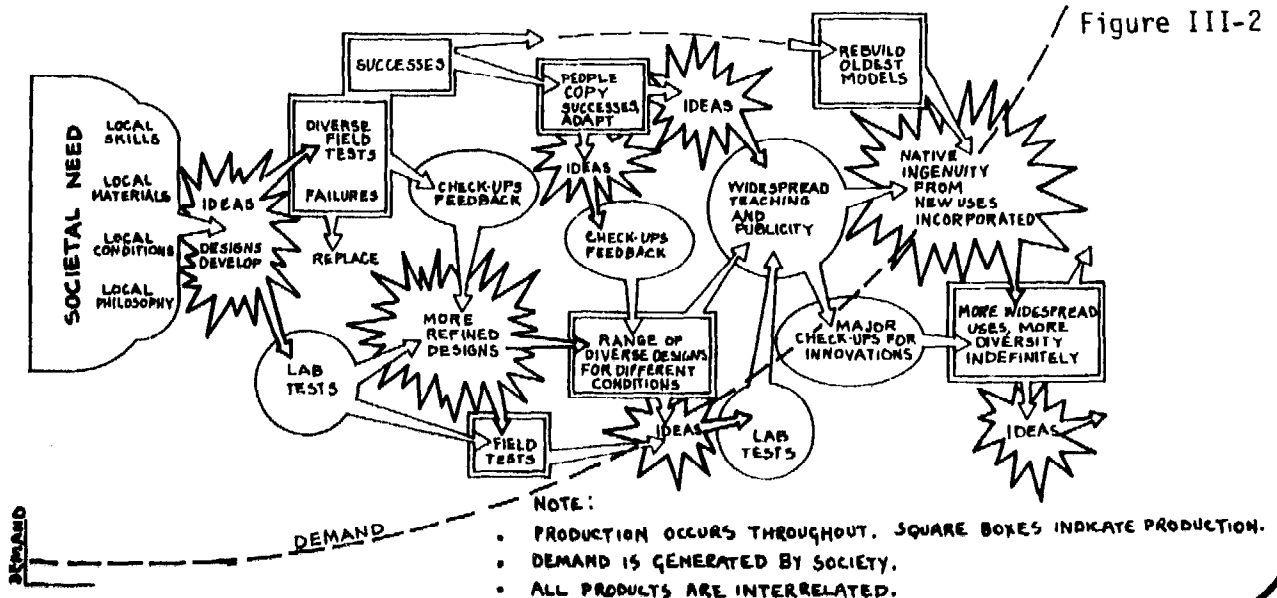 Figure III-2
SOCIETAL NEED
LOCAL
SKILLS
LOCAL
MATERIALS
LOCAL
CONDITIONS
LOCAL
PHILOSOPHY
IDEAS
DESIGNS
DEVELOP
SUCCESSES
DIVERSE
FIELD
TESTS
FAILURES
REPLACE
LAB
TESTS
CHECK-UPS
FEEDBACK
MORE
REFINED
DESIGNS
FIELD
TESTS
PEOPLE
COPY
SUCCESSES,
ADAPT
IDEAS
IDEAS
CHECK-UPS
FEEDBACK
RANGE OF
DIVERSE DESIGNS
FOR DIFFERENT
CONDITIONS
IDEAS
LAB
TESTS
WIDESPREAD
TEACHING
AND
PUBLICITY
REBUILD
OLDEST
MODELS
NATIVE
INGENUITY
FROM
NEW USES
INCORPORATED
MAJOR
CHECK-UPS FOR
INNOVATIONS
MORE WIDESPREAD
USES, MORE
DIVERSITY
INDEFINITELY
IDEAS
DEMAND
DEMAND
NOTE:
• PRODUCTION OCCURS THROUGHOUT. SQUARE BOXES INDICATE PRODUCTION.
• DEMAND IS GENERATED BY SOCIETY.
• ALL PRODUCTS ARE INTERRELATED.